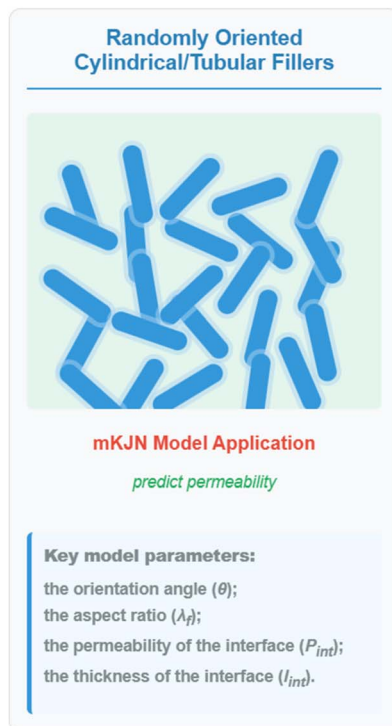 Randomly Oriented
Cylindrical/Tubular Fillers
mKJN Model Application
predict permeability
Key model parameters:
the orientation angle (θ);
the aspect ratio (λf);
the permeability of the interface (Pint);
the thickness of the interface (lint).